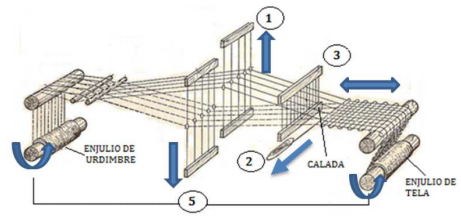 1
3
2
ENJULIO DE
URDIMBRE
CALADA
ENJULIO DE
TELA
5